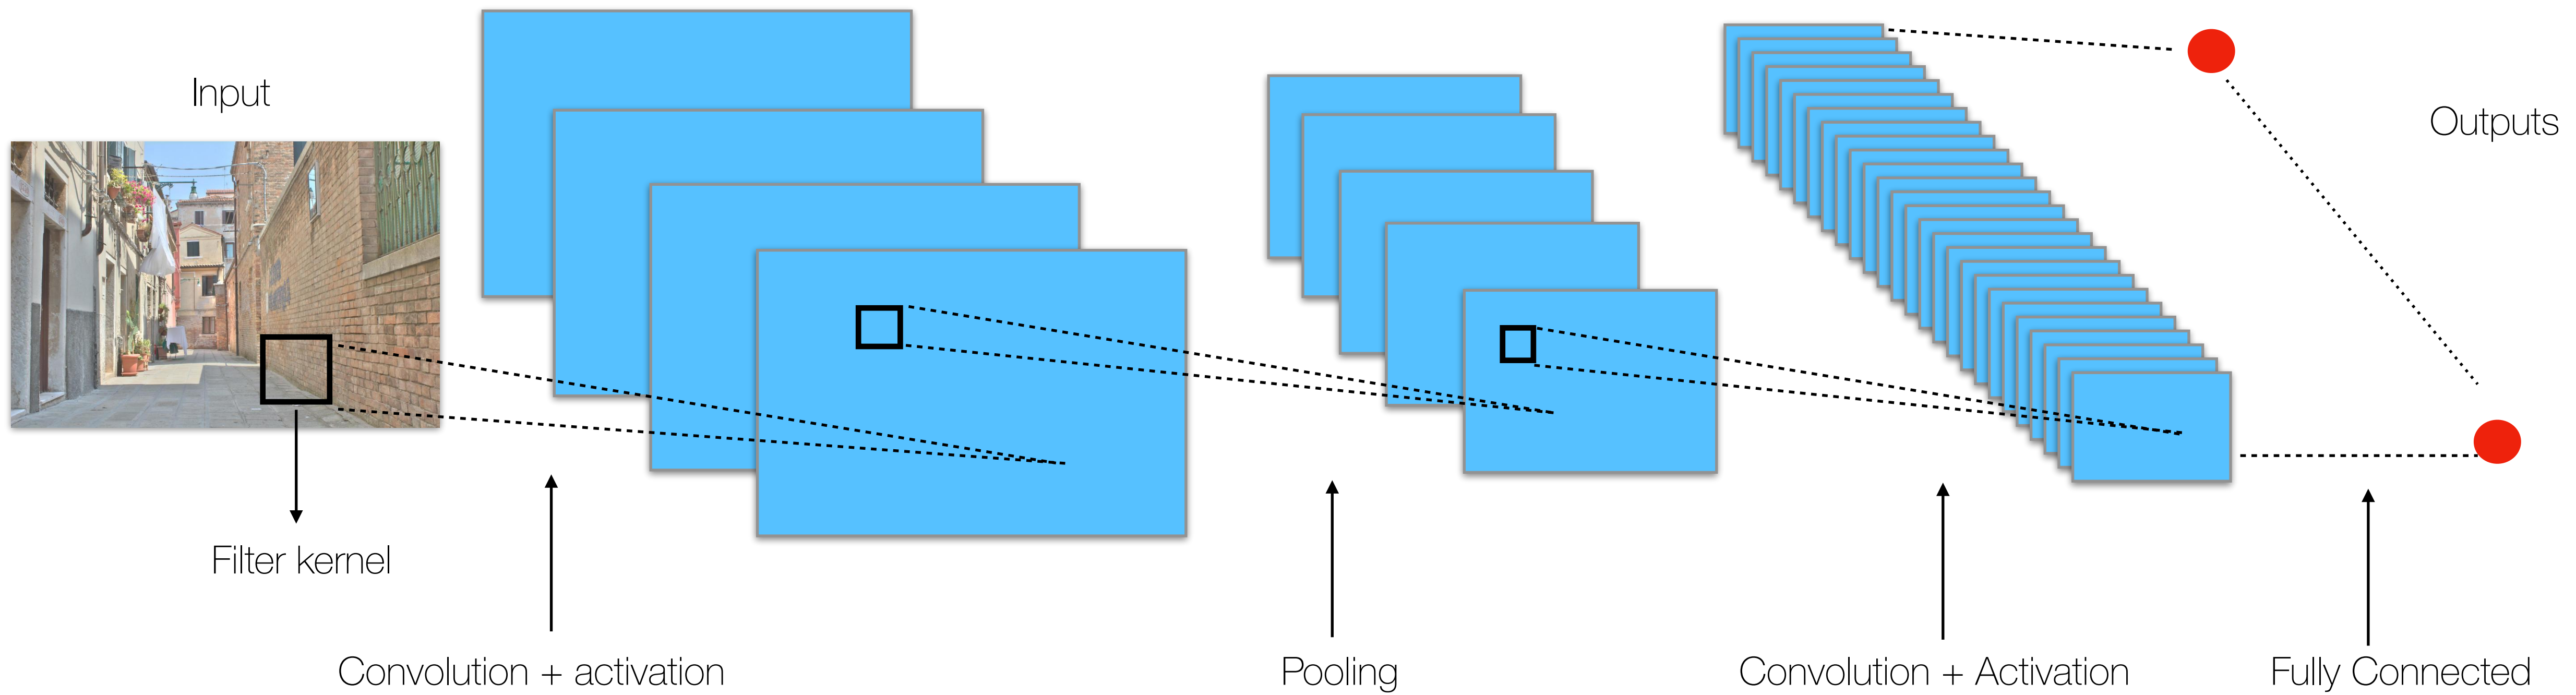 Input
Outputs
Filter kernel
Convolution + activation
Pooling
Convolution + Activation
Fully Connected